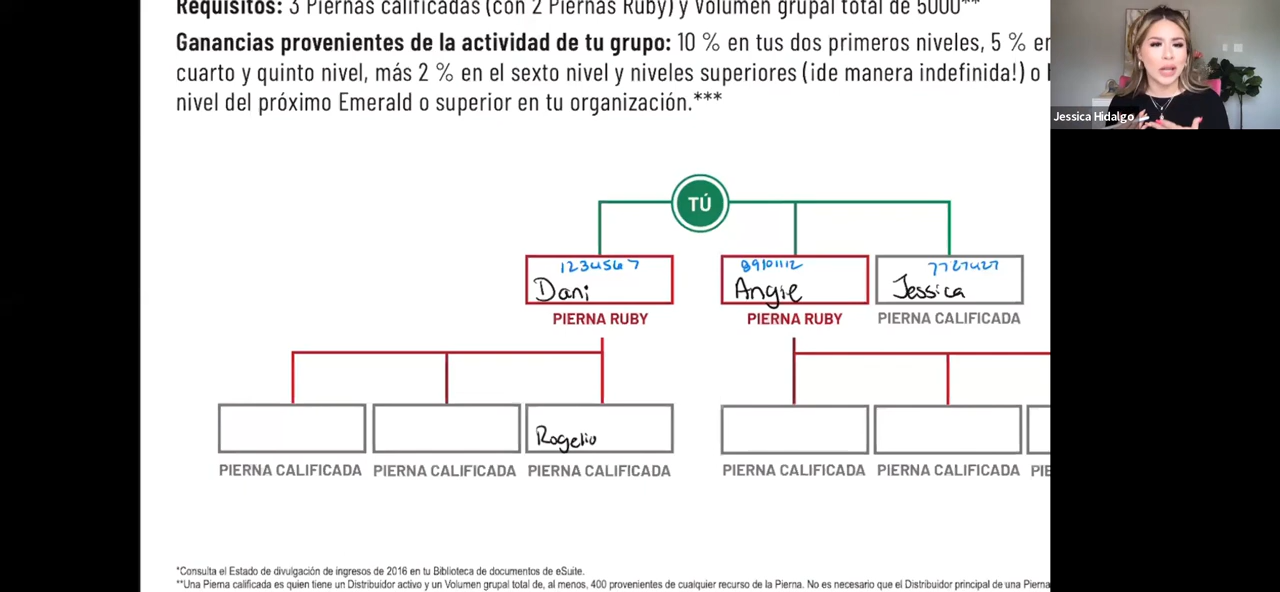 Requisitos: 3 Piernas calificadas (con 2 Piernas Ruby) y Volumen grupal total de 5000**
Ganancias provenientes de la actividad de tu grupo: 10 % en tus dos primeros niveles, 5 % en
cuarto y quinto nivel, más 2 % en el sexto nivel y niveles superiores (¡de manera indefinida!) o
nivel del próximo Emerald o superior en tu organización.***
Jessica Hidalgo
TÚ
1234567
Dani
PIERNA RUBY
89101112
Angie
PIERNA RUBY
7727427
Jessica
PIERNA CALIFICADA
Rogelio
PIERNA CALIFICADA PIERNA CALIFICADA PIERNA CALIFICADA PIERNA CALIFICADA PIERNA CALIFICADA PIE
*Consulta el Estado de divulgación de ingresos de 2016 en tu Biblioteca de documentos de eSuite.
**Una Pierna calificada es quien tiene un Distribuidor activo y un Volumen grupal total de, al menos, 400 provenientes de cualquier recurso de la Pierna. No es necesario que el Distribuidor principal de una Pierna